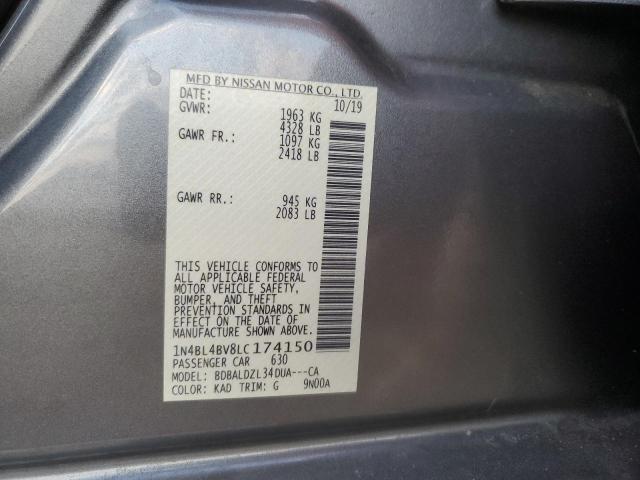 MFD BY NISSAN MOTOR CO., LTD.
DATE: 10/19
GVWR: 1963 KG
4328 LB
GAWR FR.: 1097 KG
2418 LB
GAWR RR.: 945 KG
2083 LB
THIS VEHICLE CONFORMS TO
ALL APPLICABLE FEDERAL
MOTOR VEHICLE SAFETY,
BUMPER, AND THEFT
PREVENTION STANDARDS IN
EFFECT ON THE DATE OF
MANUFACTURE SHOWN ABOVE.
1N4BL4BV8LC174150
PASSENGER CAR 630
MODEL: BDBALDZL34DUA---CA
COLOR: KAD TRIM: G 9N00A